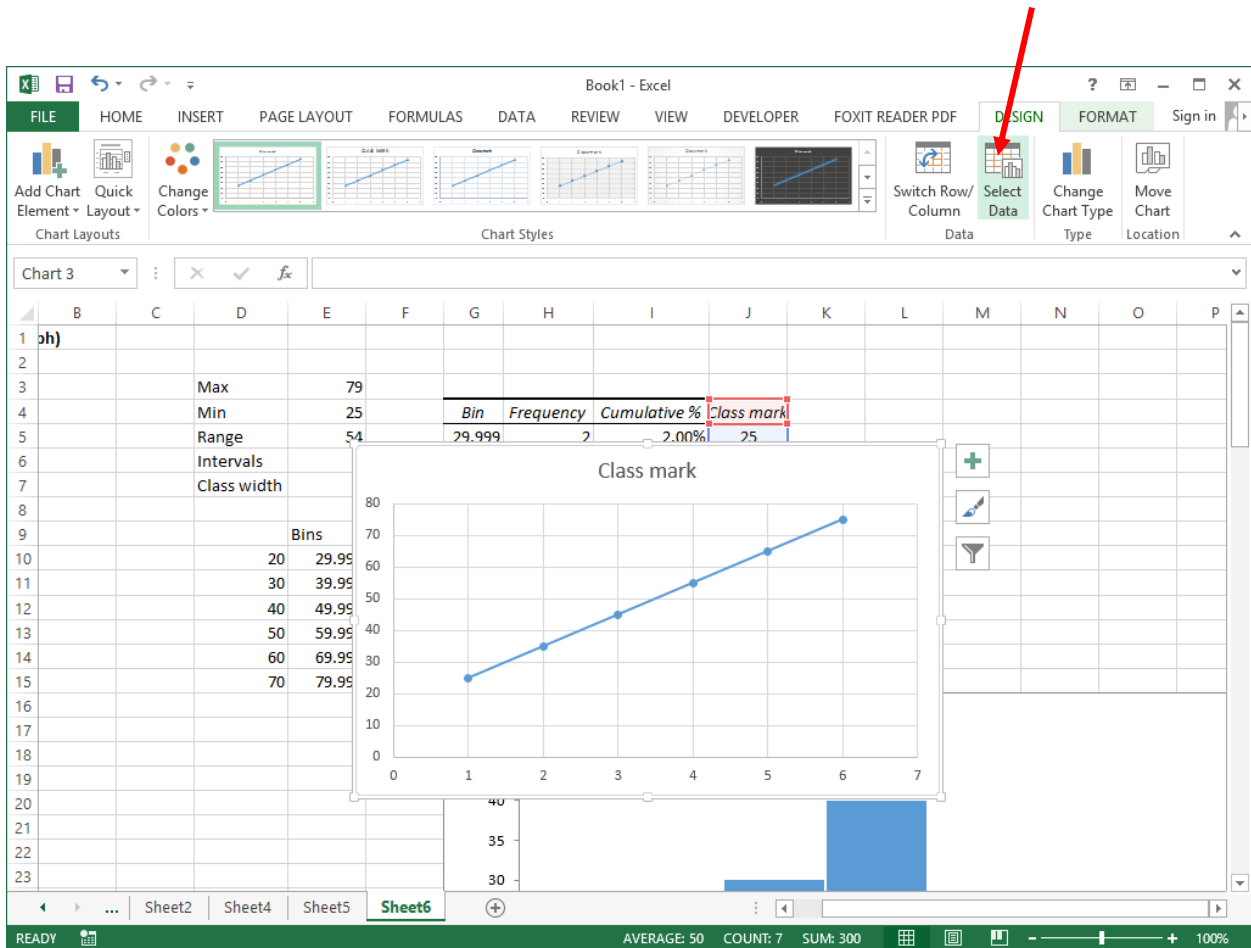 Book1 - Excel
FILE HOME INSERT PAGE LAYOUT FORMULAS DATA REVIEW VIEW DEVELOPER FOXIT READER PDF DESIGN FORMAT Sign in
Add Chart Element
Quick Layout
Change Colors
Switch Row/ Column
Select Data
Change Chart Type
Move Chart
Chart Layouts Chart Styles Data Type Location
Chart 3 fx
B C D E F G H I J K L M N O P
1 ph)
2
3 Max 79
4 Min 25 Bin Frequency Cumulative % Class mark
5 Range 54 29.999 2 2.00% 25
6 Intervals
7 Class width
8
9 Bins
10 20 29.99
11 30 39.99
12 40 49.99
13 50 59.99
14 60 69.99
15 70 79.99
16
17
18
19
20
21
22
23
Class mark
80
70
60
50
40
30
20
10
0
0 1 2 3 4 5 6 7
40
35
30
... Sheet2 Sheet4 Sheet5 Sheet6
READY AVERAGE: 50 COUNT: 7 SUM: 300 100%